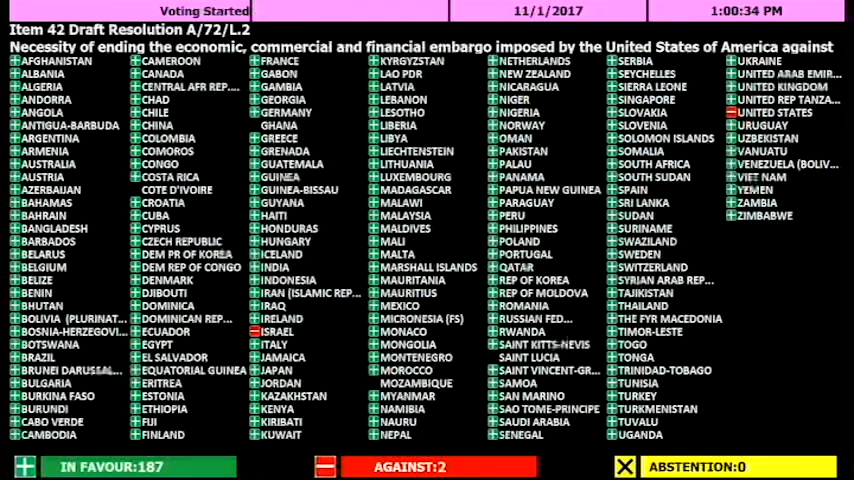 Voting Started 11/1/2017 1:00:34 PM
Item 42 Draft Resolution A/72/L.2
Necessity of ending the economic, commercial and financial embargo imposed by the United States of America against
AFGHANISTAN
ALBANIA
ALGERIA
ANDORRA
ANGOLA
ANTIGUA-BARBUDA
ARGENTINA
ARMENIA
AUSTRALIA
AUSTRIA
AZERBAIJAN
BAHAMAS
BAHRAIN
BANGLADESH
BARBADOS
BELARUS
BELGIUM
BELIZE
BENIN
BHUTAN
BOLIVIA (PLURINAT...
BOSNIA-HERZEGOVI...
BOTSWANA
BRAZIL
BRUNEI DARUSSAL...
BULGARIA
BURKINA FASO
BURUNDI
CABO VERDE
CAMBODIA
CAMEROON
CANADA
CENTRAL AFR REP....
CHAD
CHILE
CHINA
COLOMBIA
COMOROS
CONGO
COSTA RICA
COTE D'IVOIRE
CROATIA
CUBA
CYPRUS
CZECH REPUBLIC
DEM PR OF KOREA
DEM REP OF CONGO
DENMARK
DJIBOUTI
DOMINICA
DOMINICAN REP...
ECUADOR
EGYPT
EL SALVADOR
EQUATORIAL GUINEA
ERITREA
ESTONIA
ETHIOPIA
FIJI
FINLAND
FRANCE
GABON
GAMBIA
GEORGIA
GERMANY
GHANA
GREECE
GRENADA
GUATEMALA
GUINEA
GUINEA-BISSAU
GUYANA
HAITI
HONDURAS
HUNGARY
ICELAND
INDIA
INDONESIA
IRAN (ISLAMIC REP...
IRAQ
IRELAND
ISRAEL
ITALY
JAMAICA
JAPAN
JORDAN
KAZAKHSTAN
KENYA
KIRIBATI
KUWAIT
KYRGYZSTAN
LAO PDR
LATVIA
LEBANON
LESOTHO
LIBERIA
LIBYA
LIECHTENSTEIN
LITHUANIA
LUXEMBOURG
MADAGASCAR
MALAWI
MALAYSIA
MALDIVES
MALI
MALTA
MARSHALL ISLANDS
MAURITANIA
MAURITIUS
MEXICO
MICRONESIA (FS)
MONACO
MONGOLIA
MONTENEGRO
MOROCCO
MOZAMBIQUE
MYANMAR
NAMIBIA
NAURU
NEPAL
NETHERLANDS
NEW ZEALAND
NICARAGUA
NIGER
NIGERIA
NORWAY
OMAN
PAKISTAN
PALAU
PANAMA
PAPUA NEW GUINEA
PARAGUAY
PERU
PHILIPPINES
POLAND
PORTUGAL
QATAR
REP OF KOREA
REP OF MOLDOVA
ROMANIA
RUSSIAN FED...
RWANDA
SAINT KITTS-NEVIS
SAINT LUCIA
SAINT VINCENT-GR...
SAMOA
SAN MARINO
SAO TOME-PRINCIPE
SAUDI ARABIA
SENEGAL
SERBIA
SEYCHELLES
SIERRA LEONE
SINGAPORE
SLOVAKIA
SLOVENIA
SOLOMON ISLANDS
SOMALIA
SOUTH AFRICA
SOUTH SUDAN
SPAIN
SRI LANKA
SUDAN
SURINAME
SWAZILAND
SWEDEN
SWITZERLAND
SYRIAN ARAB REP...
TAJIKISTAN
THAILAND
THE FYR MACEDONIA
TIMOR-LESTE
TOGO
TONGA
TRINIDAD-TOBAGO
TUNISIA
TURKEY
TURKMENISTAN
TUVALU
UGANDA
UKRAINE
UNITED ARAB EMIR...
UNITED KINGDOM
UNITED REP TANZA...
UNITED STATES
URUGUAY
UZBEKISTAN
VANUATU
VENEZUELA (BOLIV...
VIET NAM
YEMEN
ZAMBIA
ZIMBABWE
IN FAVOUR:187 AGAINST:2 ABSTENTION:0